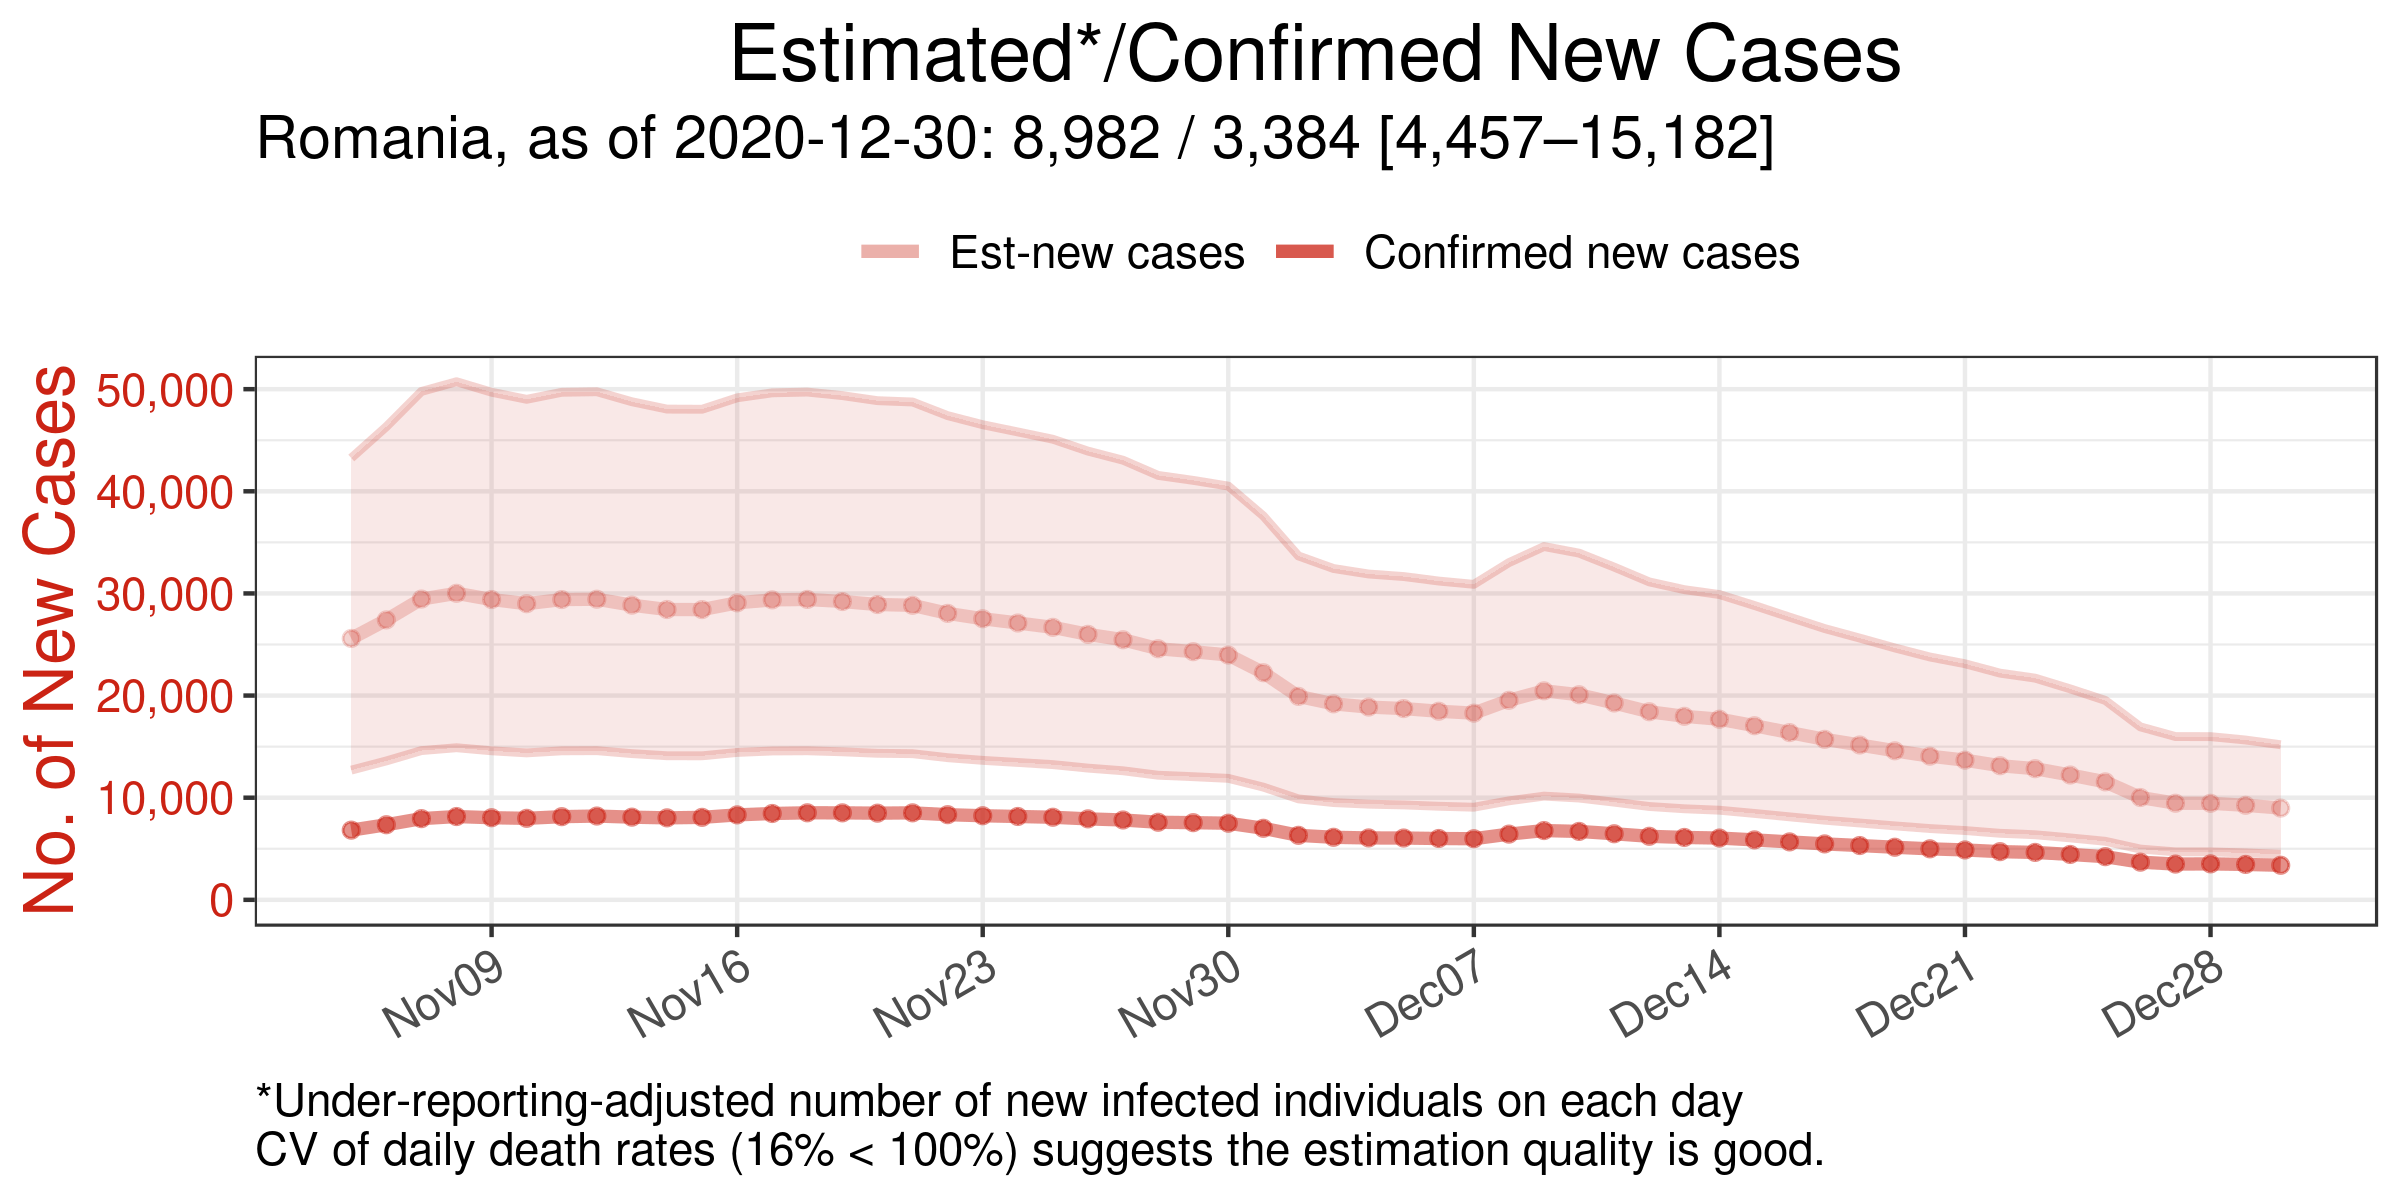 Estimated*/Confirmed New Cases
Romania, as of 2020-12-30: 8,982 / 3,384 [4,457–15,182]
Est-new cases Confirmed new cases
No. of New Cases
50,000
40,000
30,000
20,000
10,000
0
Nov09 Nov16 Nov23 Nov30 Dec07 Dec14 Dec21 Dec28
*Under-reporting-adjusted number of new infected individuals on each day
CV of daily death rates (16% < 100%) suggests the estimation quality is good.